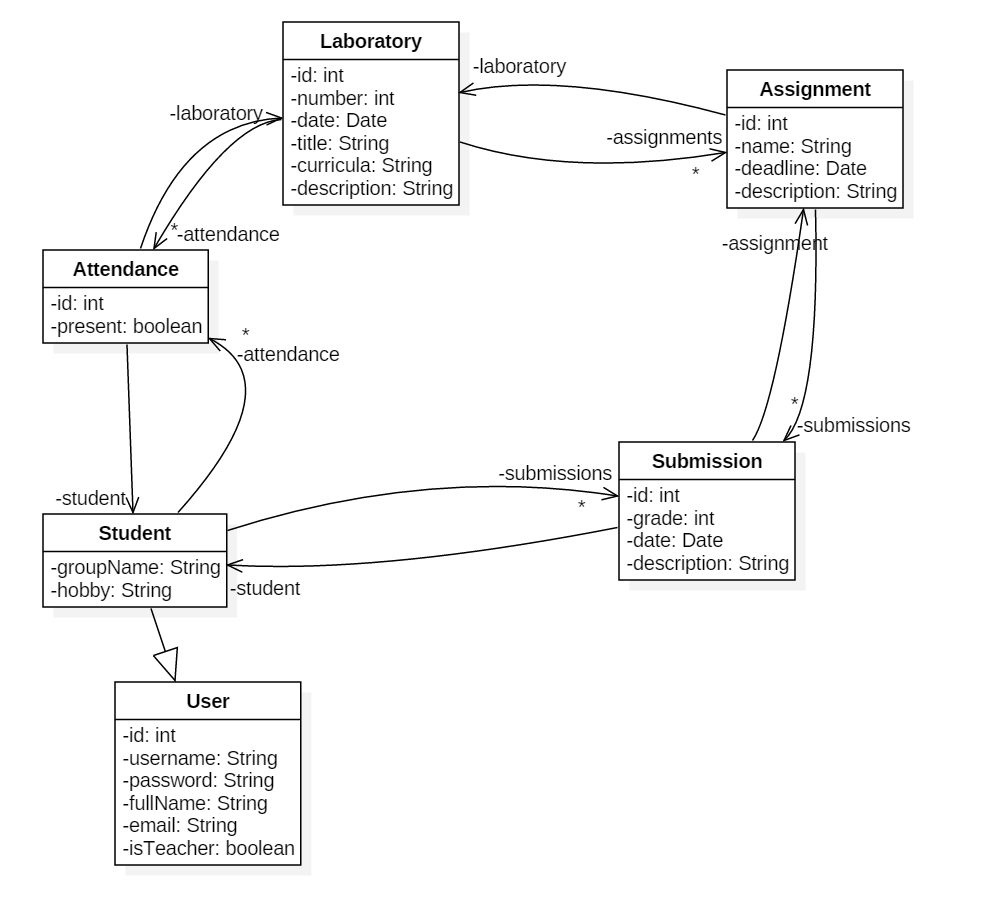 Laboratory
-id: int
-number: int
-date: Date
-title: String
-curricula: String
-description: String
-laboratory
-assignments
*
Assignment
-id: int
-name: String
-deadline: Date
-description: String
-laboratory
*
-attendance
Attendance
-id: int
-present: boolean
*
-attendance
-assignment
*
-submissions
-student
Student
-groupName: String
-hobby: String
-submissions
*
-student
Submission
-id: int
-grade: int
-date: Date
-description: String
User
-id: int
-username: String
-password: String
-fullName: String
-email: String
-isTeacher: boolean